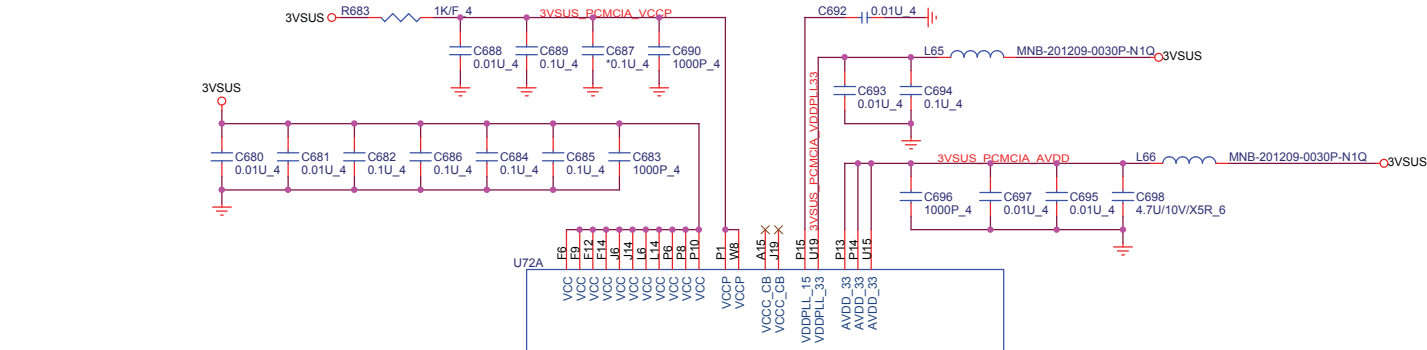 3VSUS R683 1K/F_4 3VSUS_PCMCIA_VCCP
C688
0.01U_4
C689
0.1U_4
C687
*0.1U_4
C690
1000P_4
C692 0.01U_4
L65 MNB-201209-0030P-N1Q 3VSUS
C693
0.01U_4
C694
0.1U_4
3VSUS
C680
0.01U_4
C681
0.01U_4
C682
0.1U_4
C686
0.1U_4
C684
0.1U_4
C685
0.1U_4
C683
1000P_4
3VSUS_PCMCIA_VDDPLL33
3VSUS_PCMCIA_AVDD L66 MNB-201209-0030P-N1Q 3VSUS
C696
1000P_4
C697
0.01U_4
C695
0.01U_4
C698
4.7U/10V/X5R_6
U72A
F6 F9 F12 F14 J6 J14 L6 L14 P6 P8 P10 P1 W8 A15 J19 P15 U19 P13 P14 U15
VCC VCC VCC VCC VCC VCC VCC VCC VCC VCC VCC VCCP VCCP VCCC_CB VCCC_CB VDDPLL_15 VDDPLL_33 AVDD_33 AVDD_33 AVDD_33